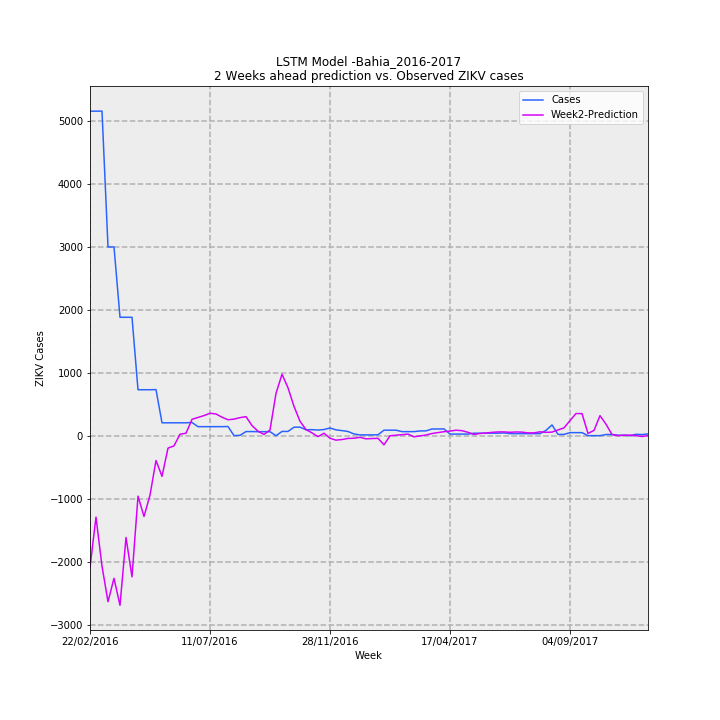 LSTM Model -Bahia_2016-2017
2 Weeks ahead prediction vs. Observed ZIKV cases
Cases
Week2-Prediction
5000
4000
3000
2000
1000
0
−1000
−2000
−3000
ZIKV Cases
22/02/2016 11/07/2016 28/11/2016 17/04/2017 04/09/2017
Week